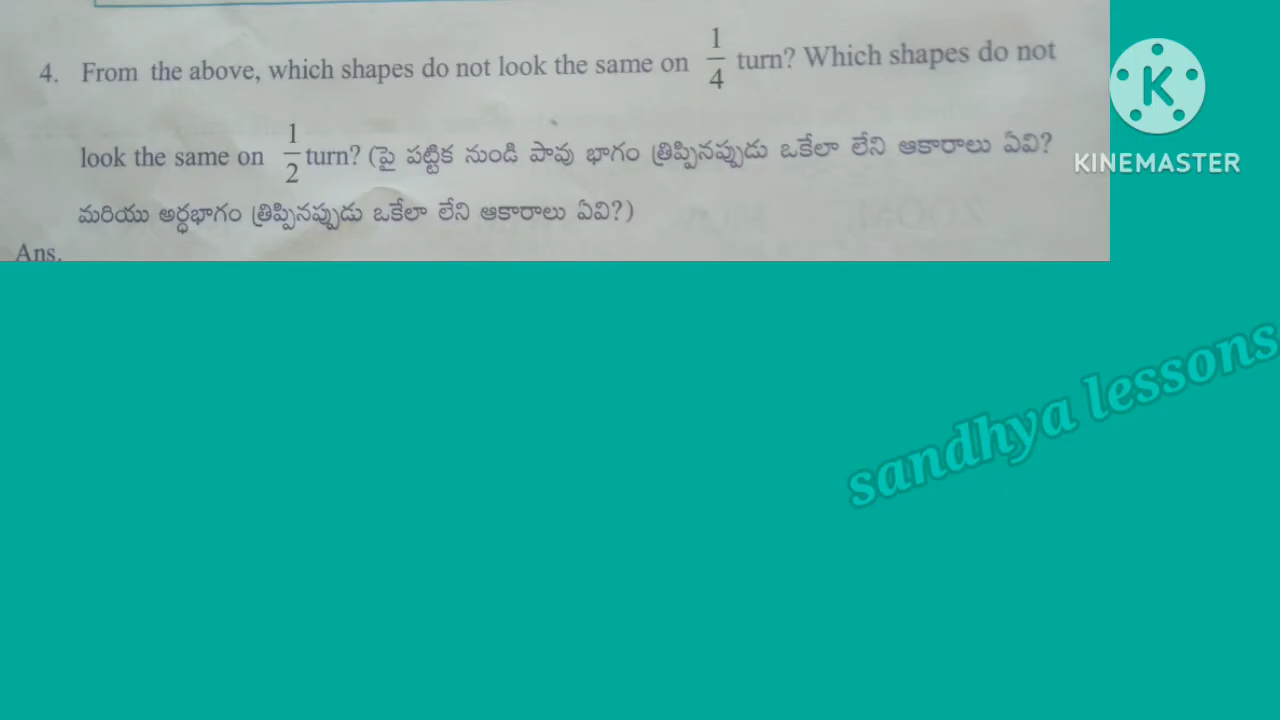 4. From the above, which shapes do not look the same on 1/4 turn? Which shapes do not
look the same on 1/2 turn? (పై పట్టిక నుండి పావు భాగం త్రిప్పినప్పుడు ఒకేలా లేని ఆకారాలు ఏవి?
మరియు అర్ధభాగం త్రిప్పినప్పుడు ఒకేలా లేని ఆకారాలు ఏవి?)
Ans.
K
KINEMASTER
sandhya lessons